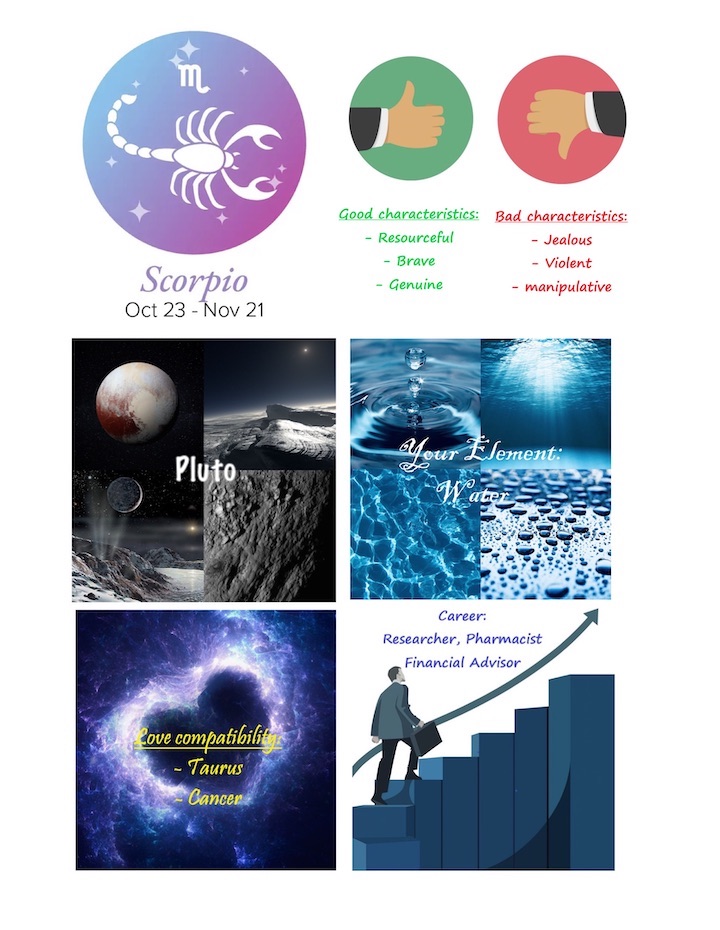 Scorpio
Oct 23 - Nov 21
Good characteristics:
- Resourceful
- Brave
- Genuine
Bad characteristics:
- Jealous
- Violent
- manipulative
Pluto
Your Element:
Water
Love compatibility:
- Taurus
- Cancer
Career:
Researcher, Pharmacist
Financial Advisor